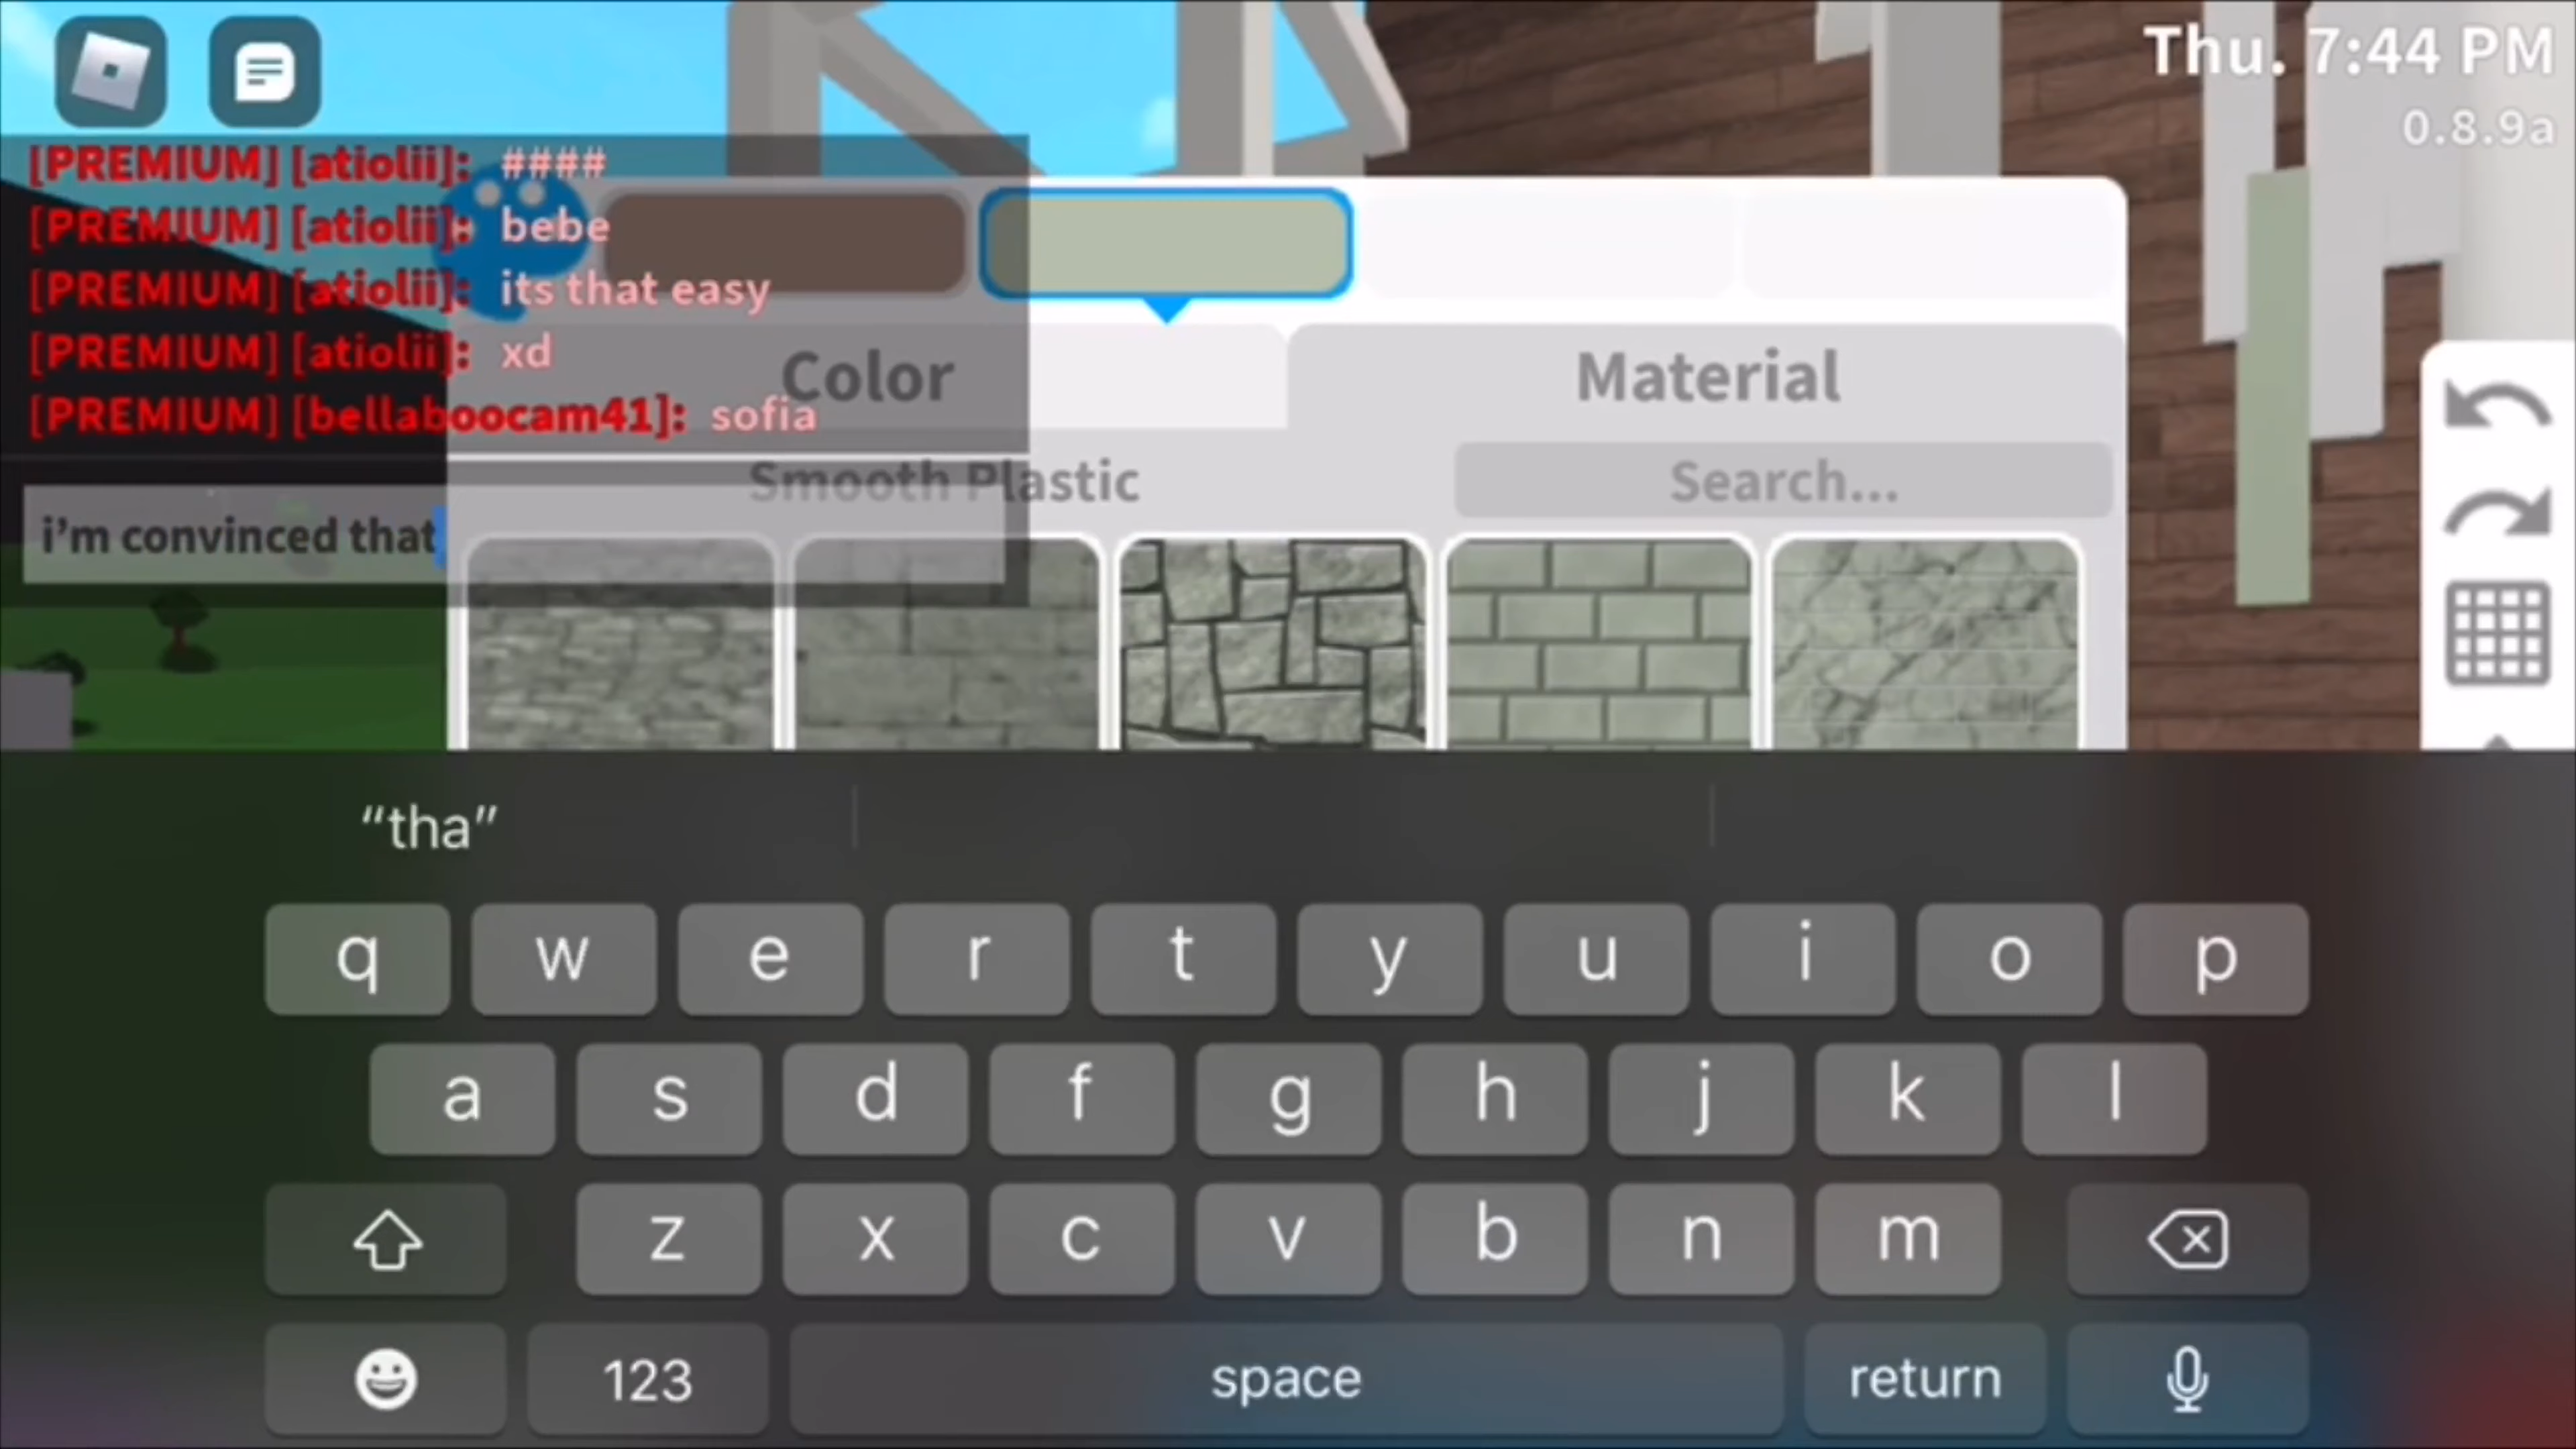 Thu. 7:44 PM
0.8.9a
[PREMIUM] [atiolii]: ####
[PREMIUM] [atiolii]: bebe
[PREMIUM] [atiolii]: its that easy
[PREMIUM] [atiolii]: xd
[PREMIUM] [bellaboocam41]: sofia
Color
Material
Smooth Plastic
Search...
i’m convinced that
“tha”
q w e r t y u i o p
a s d f g h j k l
z x c v b n m
123 space return